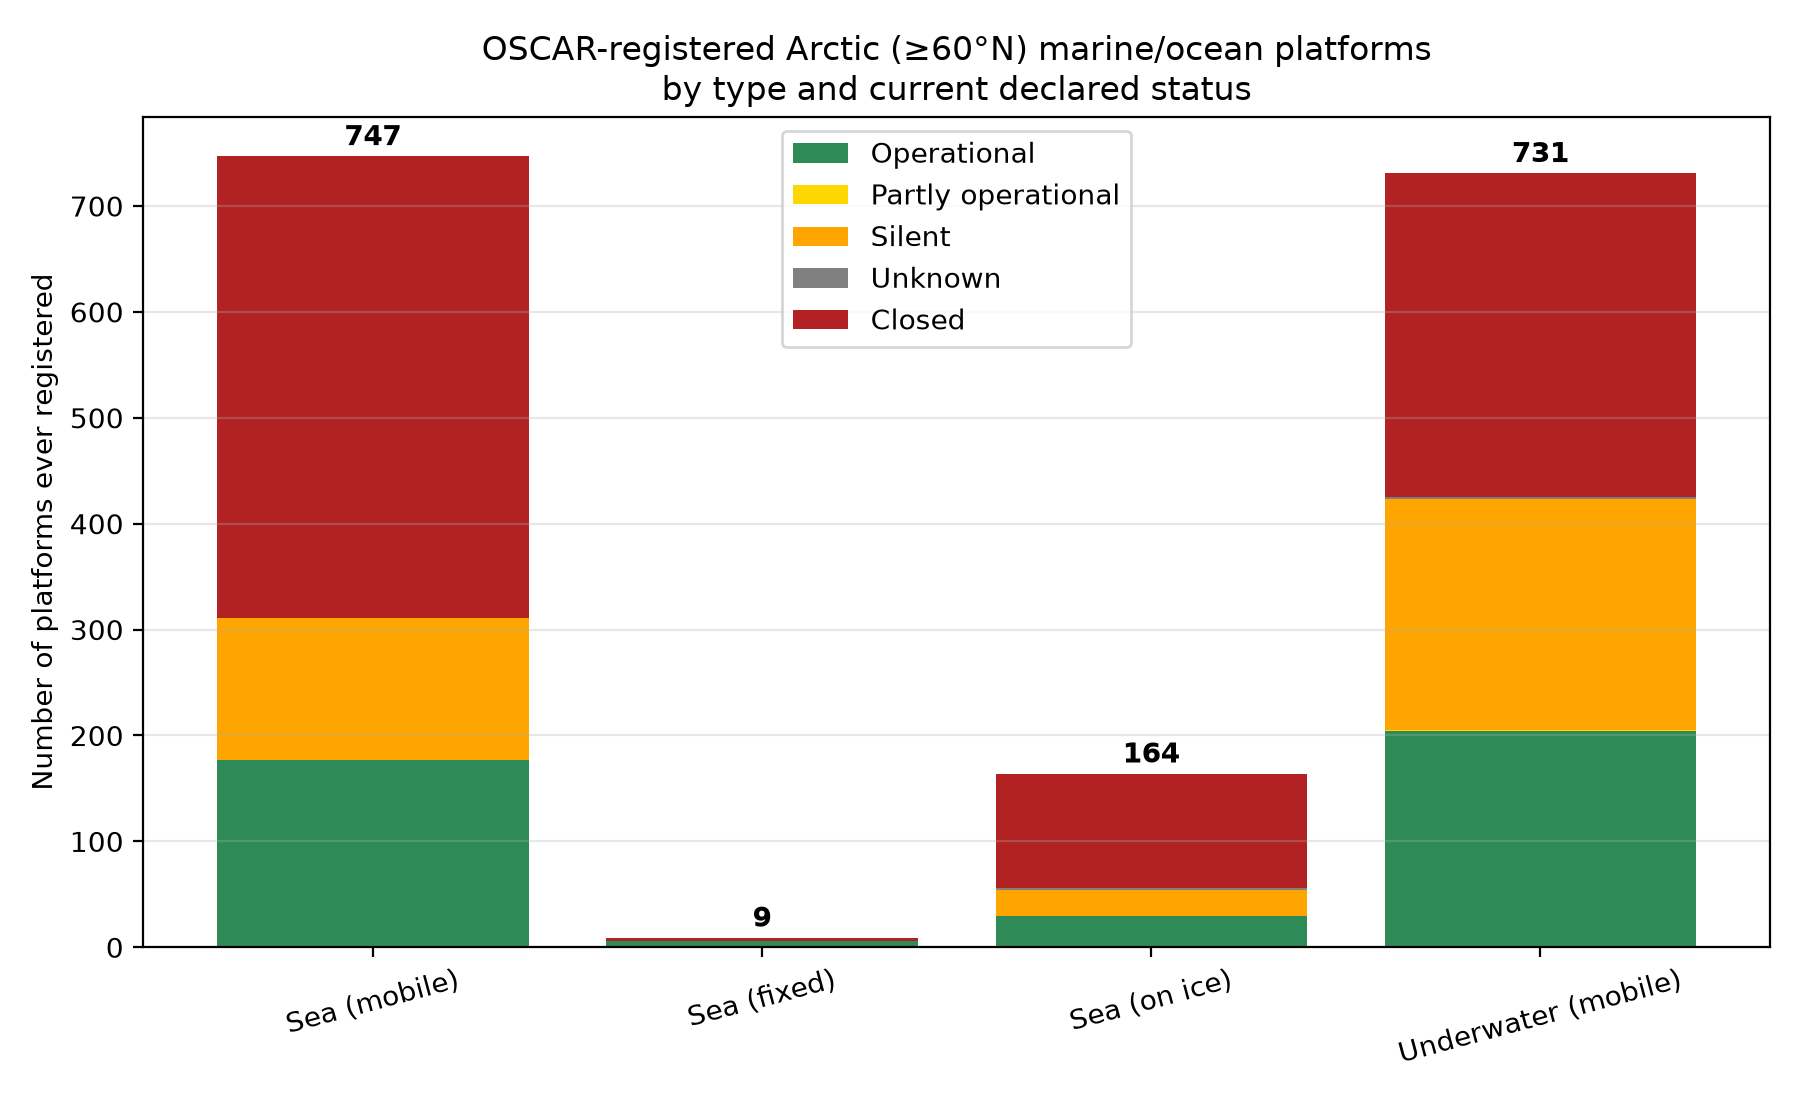 OSCAR-registered Arctic (≥60°N) marine/ocean platforms
by type and current declared status
Number of platforms ever registered
700
600
500
400
300
200
100
0
747
9
164
731
Operational
Partly operational
Silent
Unknown
Closed
Sea (mobile)
Sea (fixed)
Sea (on ice)
Underwater (mobile)